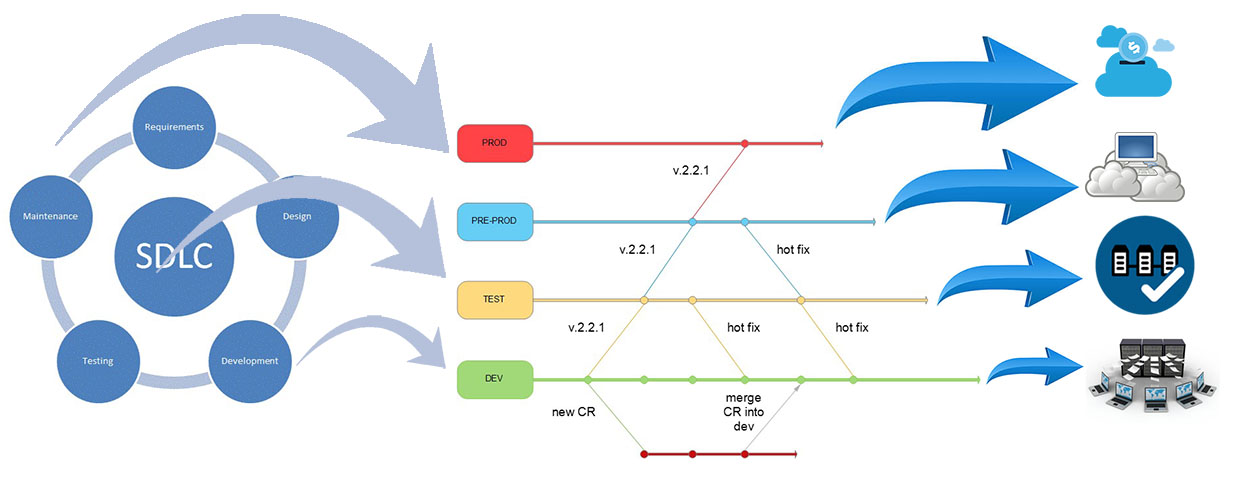 Requirements
Maintenance
Design
SDLC
Testing
Development
PROD
v.2.2.1
PRE-PROD
v.2.2.1
hot fix
TEST
v.2.2.1
hot fix
hot fix
DEV
new CR
merge
CR into
dev
$